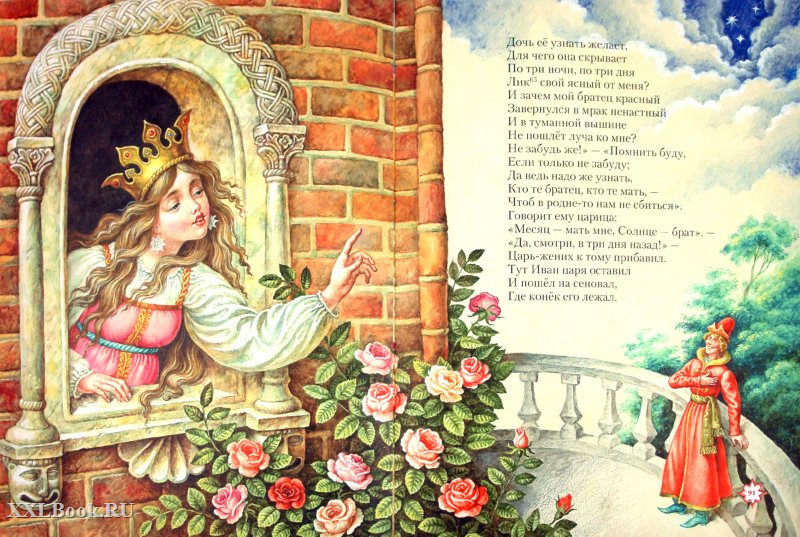 Дочь её узнать желает,
Для чего она скрывает
По три ночи, по три дня
Лик65 свой ясный от меня?
И зачем мой братец красный
Завернулся в мрак ненастный
И в туманной вышине
Не пошлёт луча ко мне?
Не забудь же!» — «Помнить буду,
Если только не забуду;
Да ведь надо же узнать,
Кто те братец, кто те мать, —
Чтоб в родне-то нам не сбиться».
Говорит ему царица:
«Месяц — мать мне, Солнце — брат». —
«Да, смотри, в три дня назад!» —
Царь-жених к тому прибавил.
Тут Иван царя оставил
И пошёл на сеновал,
Где конёк его лежал.
XXLBook.RU